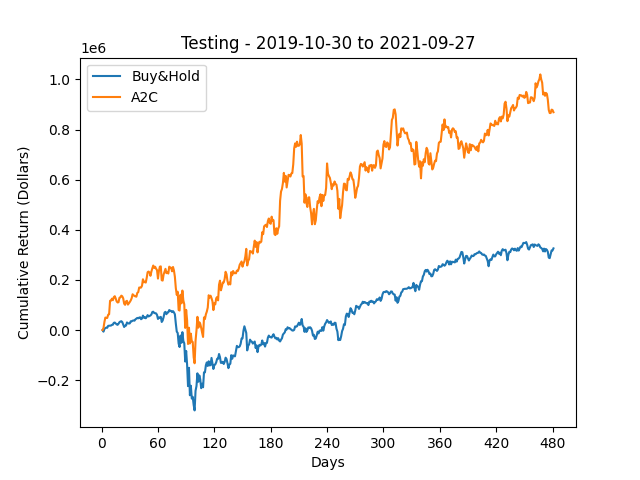 Testing - 2019-10-30 to 2021-09-27
1e6
Buy&Hold
A2C
1.0
0.8
0.6
0.4
0.2
0.0
−0.2
Cumulative Return (Dollars)
0 60 120 180 240 300 360 420 480
Days